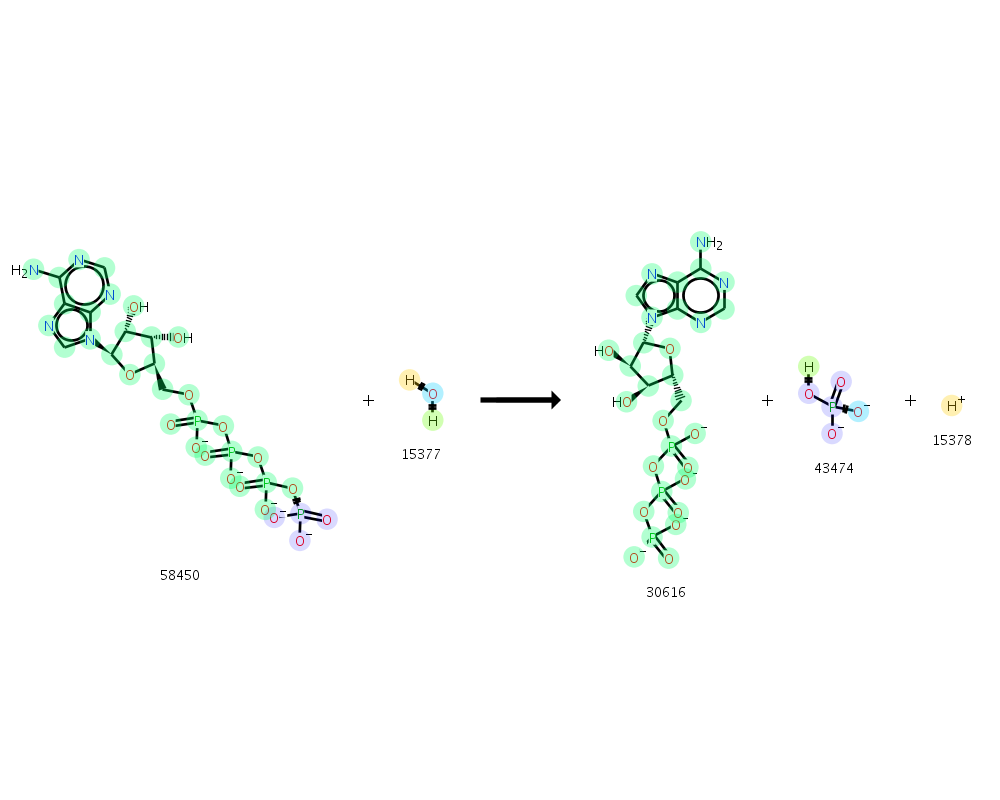 NH₂
H₂N N N N N N
OH
OH
O
O
P O O O⁻
P O O O⁻
P O O O⁻
P O O⁻ O⁻
58450
+
H O H
15377
N N N N
HO
HO
O
O
P O⁻ O O
P O⁻ O O
P O⁻ O O⁻
30616
+
H O P O O⁻ O⁻
43474
+
H⁺
15378